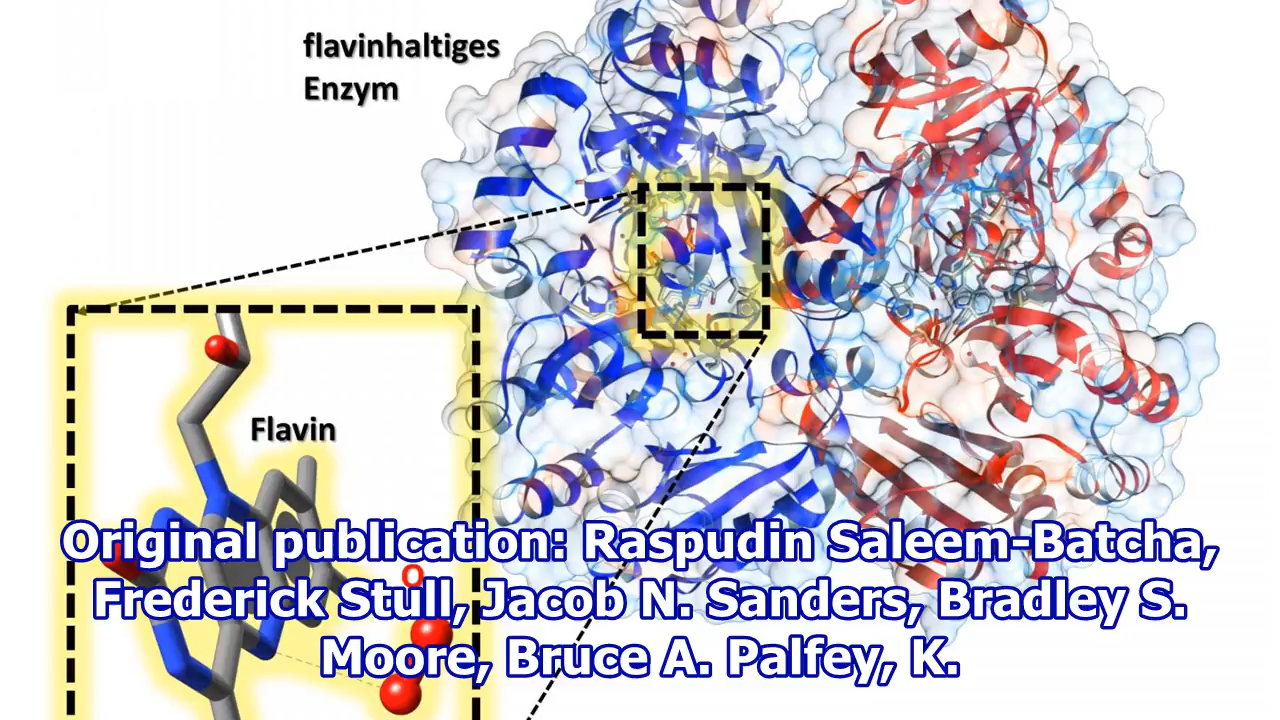 flavinhaltiges
Enzym
Flavin
O
Original publication: Raspudin Saleem-Batcha,
Frederick Stull, Jacob N. Sanders, Bradley S.
Moore, Bruce A. Palfey, K.